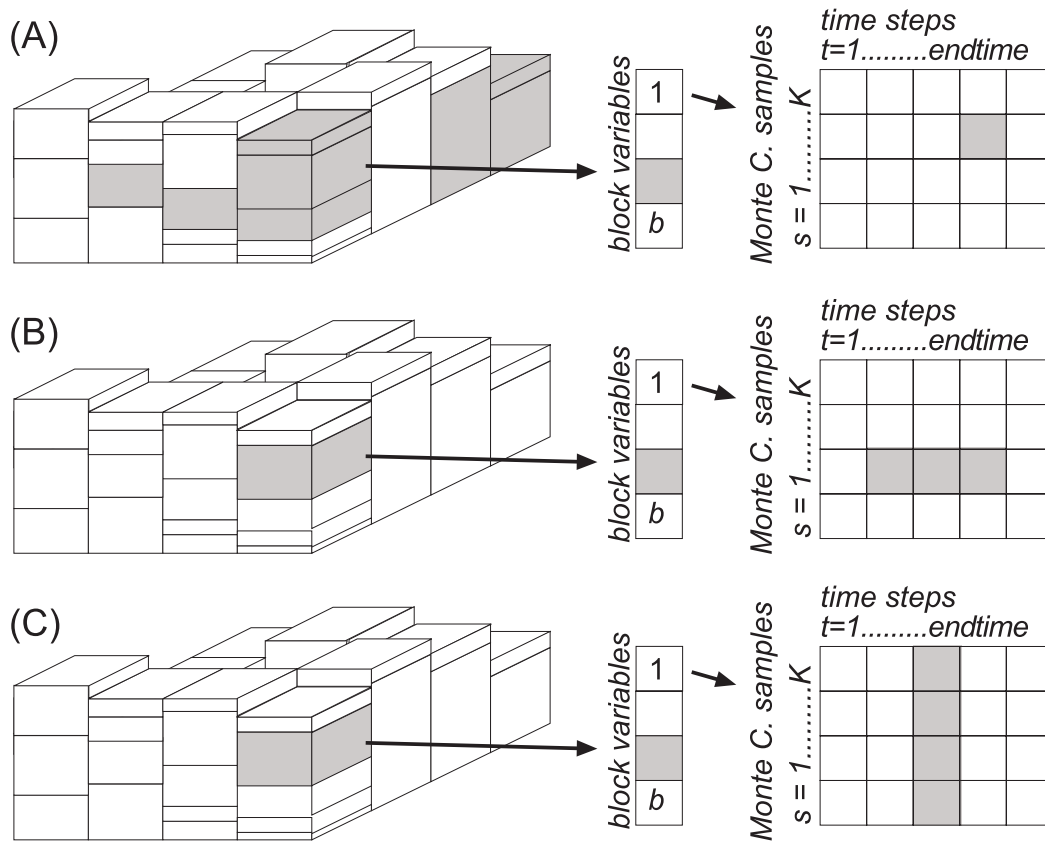 (A)
block variables
1
b
Monte C. samples
s = 1..........K
time steps
t=1.........endtime
(B)
block variables
1
b
Monte C. samples
s = 1..........K
time steps
t=1.........endtime
(C)
block variables
1
b
Monte C. samples
s = 1..........K
time steps
t=1.........endtime